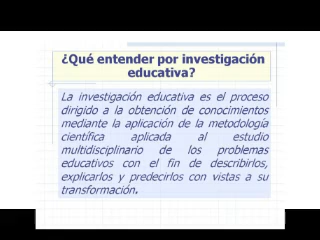 ¿Qué entender por investigación
educativa?
La investigación educativa es el proceso
dirigido a la obtención de conocimientos
mediante la aplicación de la metodología
científica aplicada al estudio
multidisciplinario de los problemas
educativos con el fin de describirlos,
explicarlos y predecirlos con vistas a su
transformación.